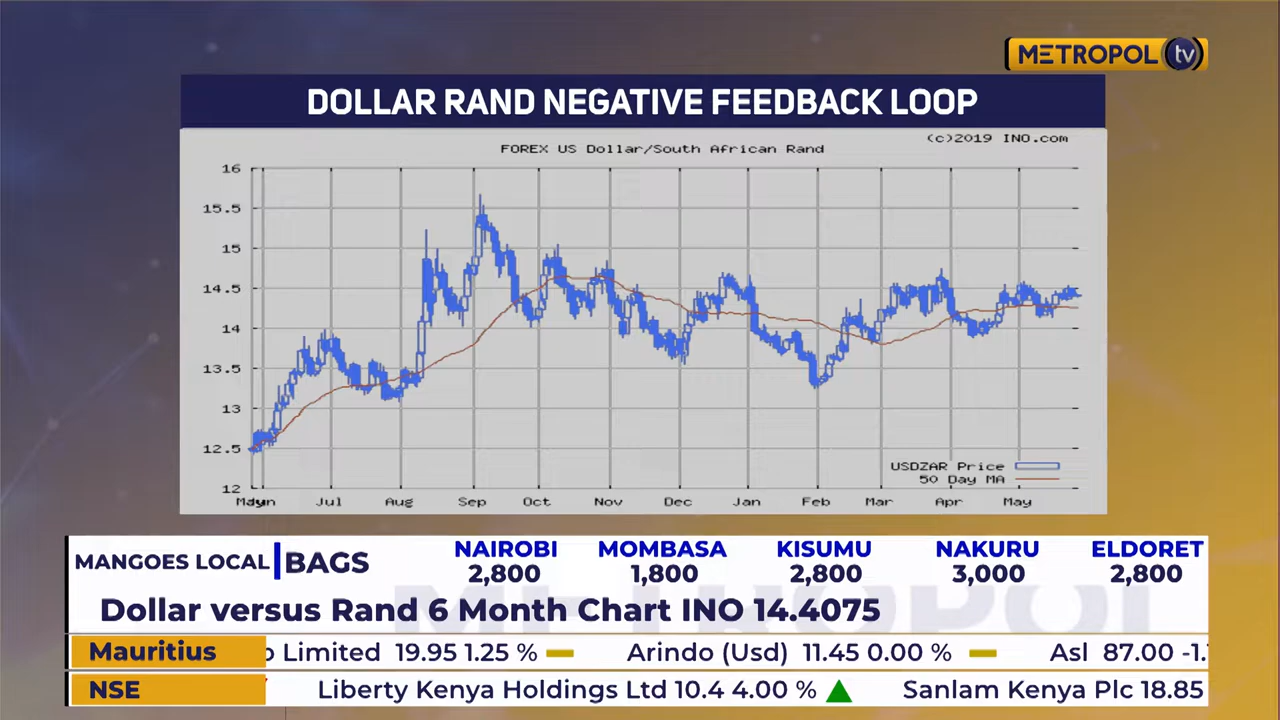 METROPOL tv
DOLLAR RAND NEGATIVE FEEDBACK LOOP
(c)2019 INO.com
FOREX US Dollar/South African Rand
16
15.5
15
14.5
14
13.5
13
12.5
12
USDZAR Price
50 Day MA
Jul Aug Sep Oct Nov Dec Jan Feb Mar Apr May
MANGOES LOCAL BAGS
NAIROBI MOMBASA KISUMU NAKURU ELDORET
2,800 1,800 2,800 3,000 2,800
Dollar versus Rand 6 Month Chart INO 14.4075
Mauritius Limited 19.95 1.25 % Arindo (Usd) 11.45 0.00 % Asl 87.00
NSE Liberty Kenya Holdings Ltd 10.4 4.00 % Sanlam Kenya Plc 18.85